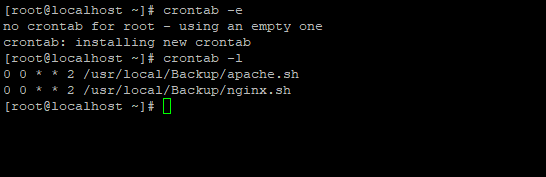 [root@localhost ~]# crontab -e
no crontab for root - using an empty one
crontab: installing new crontab
[root@localhost ~]# crontab -l
0 0 * * 2 /usr/local/Backup/apache.sh
0 0 * * 2 /usr/local/Backup/nginx.sh
[root@localhost ~]#